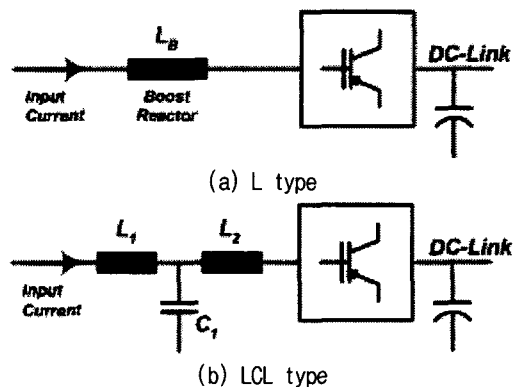 L_B
DC-Link
Input
Current
Boost
Reactor
(a) L type
L_1
L_2
DC-Link
Input
Current
C_1
(b) LCL type